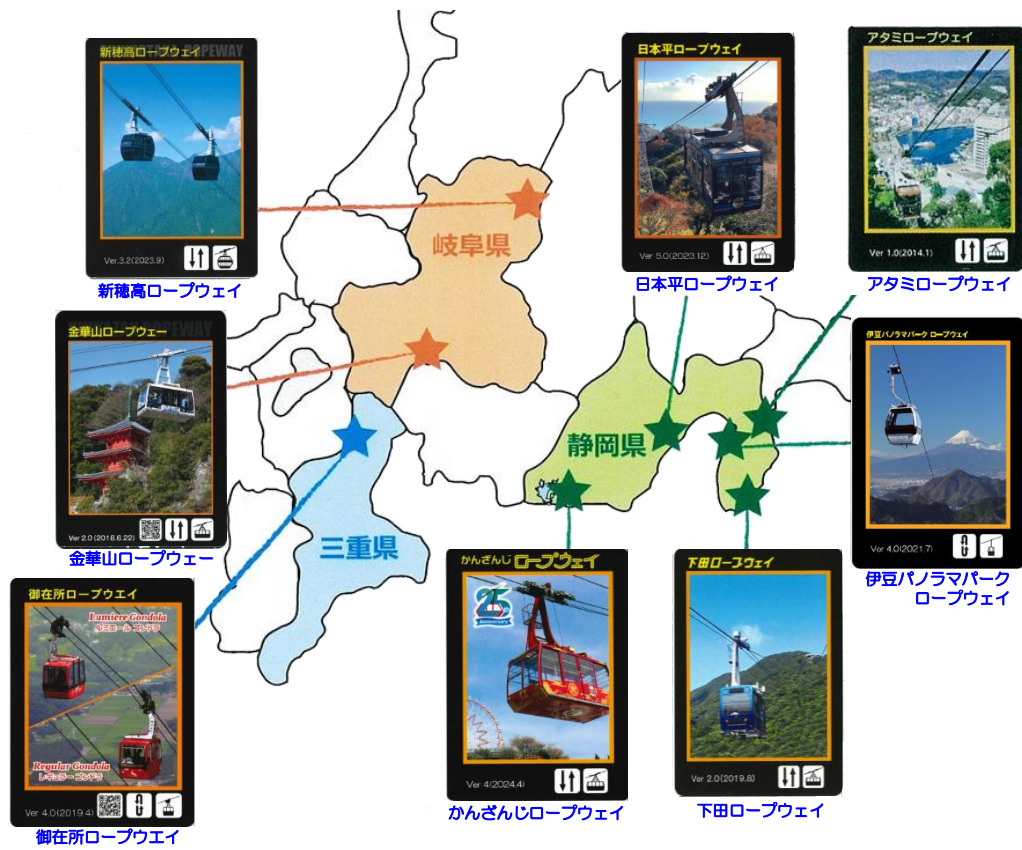 新穂高ロープウェイ
Ver.3.2(2023.9)
新穂高ロープウェイ
日本平ロープウェイ
Ver 5.0(2023.12)
日本平ロープウェイ
アタミロープウェイ
Ver 1.0(2014.1)
アタミロープウェイ
岐阜県
金華山ロープウェー
Ver 2.0(2018.6.22)
金華山ロープウェー
伊豆パノラマパーク ロープウェイ
Ver 4.0(2021.7)
伊豆パノラマパーク
ロープウェイ
静岡県
三重県
御在所ロープウエイ
Lumiere Gondola
ルミエール ゴンドラ
Regular Gondola
レギュラー ゴンドラ
Ver 4.0(2019.4)
御在所ロープウエイ
かんざんじ ロープウェイ
25
Anniversary
Ver 4(2024.4)
かんざんじロープウェイ
下田ロープウェイ
Ver 2.0(2019.8)
下田ロープウェイ